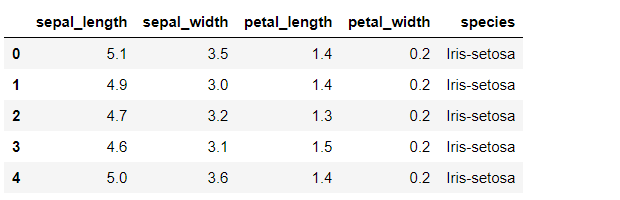 sepal_length sepal_width petal_length petal_width species
0 5.1 3.5 1.4 0.2 Iris-setosa
1 4.9 3.0 1.4 0.2 Iris-setosa
2 4.7 3.2 1.3 0.2 Iris-setosa
3 4.6 3.1 1.5 0.2 Iris-setosa
4 5.0 3.6 1.4 0.2 Iris-setosa